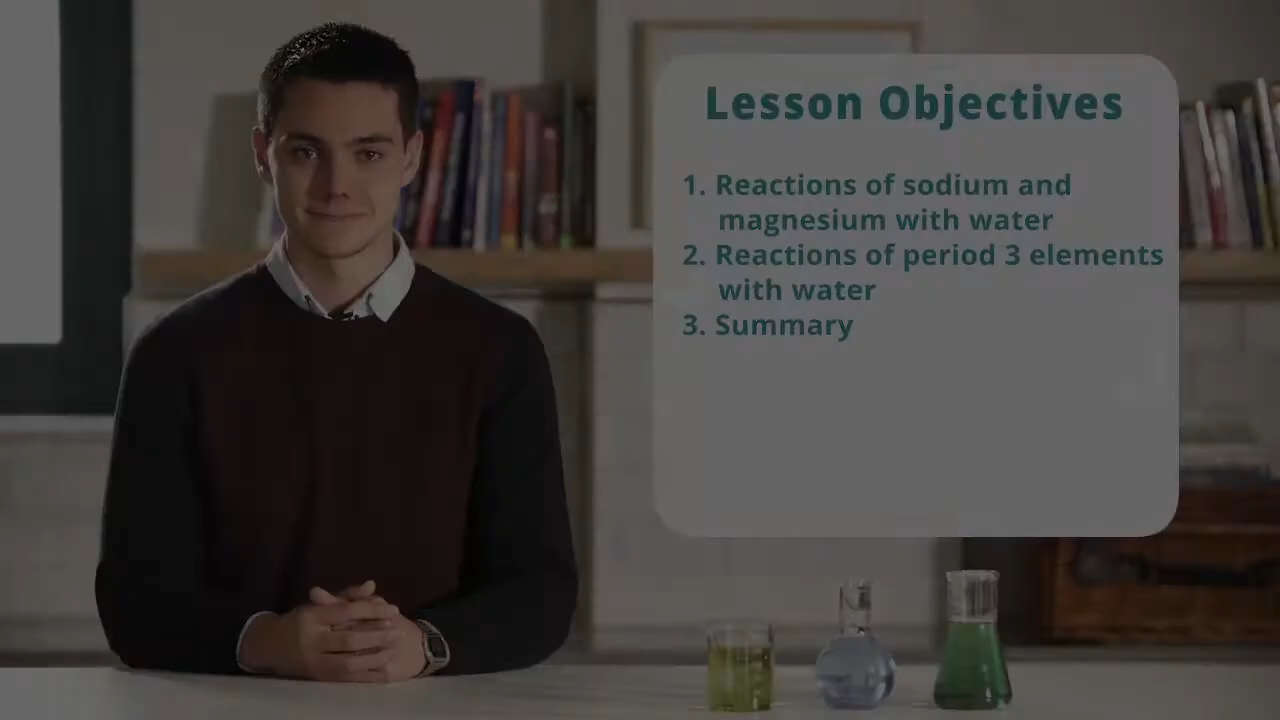 Lesson Objectives
1. Reactions of sodium and
magnesium with water
2. Reactions of period 3 elements
with water
3. Summary